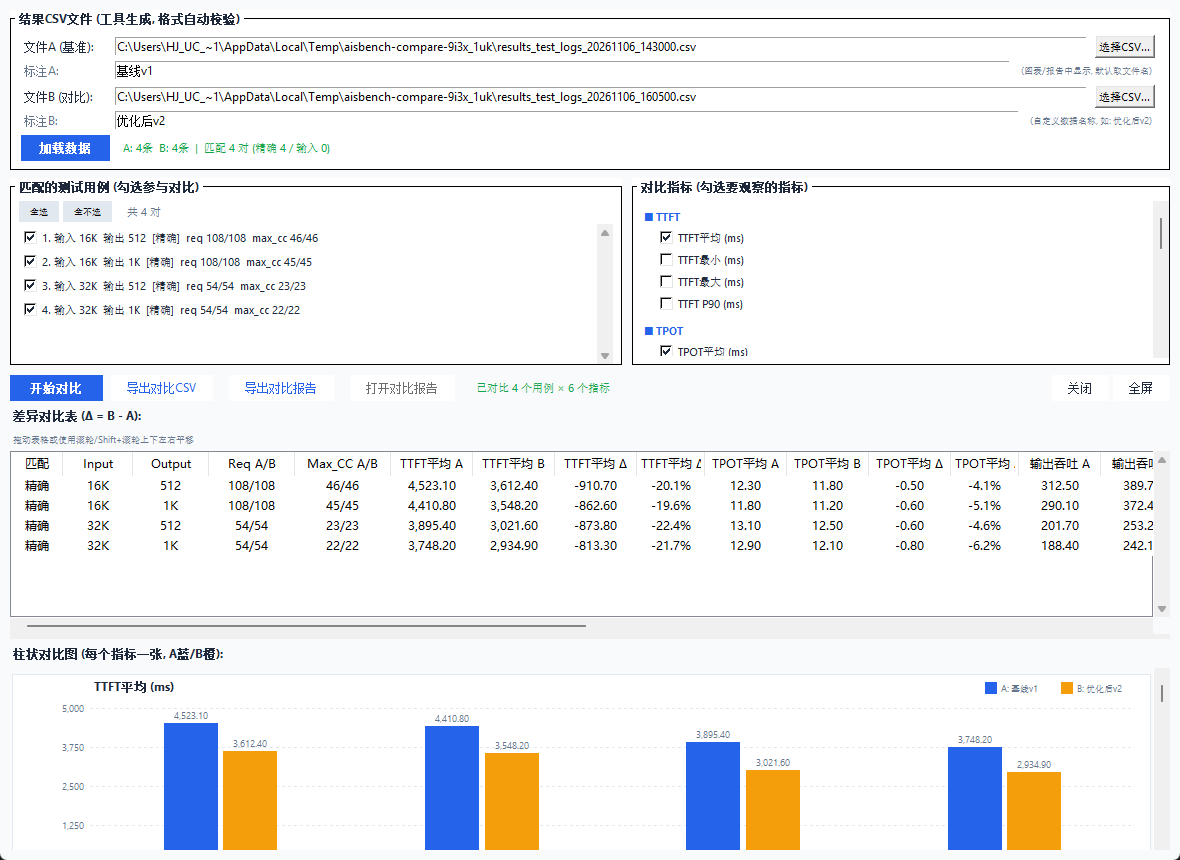 结果CSV文件 (工具生成, 格式自动校验)
文件A (基准): C:\Users\HJ_UC_~1\AppData\Local\Temp\aisbench-compare-9i3x_1uk\results_test_logs_20261106_143000.csv 选择CSV...
标注A: 基线v1 (图表/报告中显示, 默认取文件名)
文件B (对比): C:\Users\HJ_UC_~1\AppData\Local\Temp\aisbench-compare-9i3x_1uk\results_test_logs_20261106_160500.csv 选择CSV...
标注B: 优化后v2 (自定义数据名称, 如: 优化后v2)
加载数据 A: 4条 B: 4条 | 匹配 4 对 (精确 4 / 输入 0)
匹配的测试用例 (勾选参与对比)
全选 全不选 共 4 对
1. 输入 16K 输出 512 [精确] req 108/108 max_cc 46/46
2. 输入 16K 输出 1K [精确] req 108/108 max_cc 45/45
3. 输入 32K 输出 512 [精确] req 54/54 max_cc 23/23
4. 输入 32K 输出 1K [精确] req 54/54 max_cc 22/22
对比指标 (勾选要观察的指标)
TTFT
TTFT平均 (ms)
TTFT最小 (ms)
TTFT最大 (ms)
TTFT P90 (ms)
TPOT
TPOT平均 (ms)
开始对比 导出对比CSV 导出对比报告 打开对比报告 已对比 4 个用例 × 6 个指标 关闭 全屏
差异对比表 (Δ = B - A):
拖动表格或使用滚轮/Shift+滚轮上下左右平移
匹配 Input Output Req A/B Max_CC A/B TTFT平均 A TTFT平均 B TTFT平均 Δ TTFT平均 Δ TPOT平均 A TPOT平均 B TPOT平均 Δ TPOT平均 输出吞吐 A 输出吞吐
精确 16K 512 108/108 46/46 4,523.10 3,612.40 -910.70 -20.1% 12.30 11.80 -0.50 -4.1% 312.50 389.7
精确 16K 1K 108/108 45/45 4,410.80 3,548.20 -862.60 -19.6% 11.80 11.20 -0.60 -5.1% 290.10 372.4
精确 32K 512 54/54 23/23 3,895.40 3,021.60 -873.80 -22.4% 13.10 12.50 -0.60 -4.6% 201.70 253.2
精确 32K 1K 54/54 22/22 3,748.20 2,934.90 -813.30 -21.7% 12.90 12.10 -0.80 -6.2% 188.40 242.1
柱状对比图 (每个指标一张, A蓝/B橙):
TTFT平均 (ms) A: 基线v1 B: 优化后v2
5,000
3,750
2,500
1,250
4,523.10 3,612.40 4,410.80 3,548.20 3,895.40 3,021.60 3,748.20 2,934.90